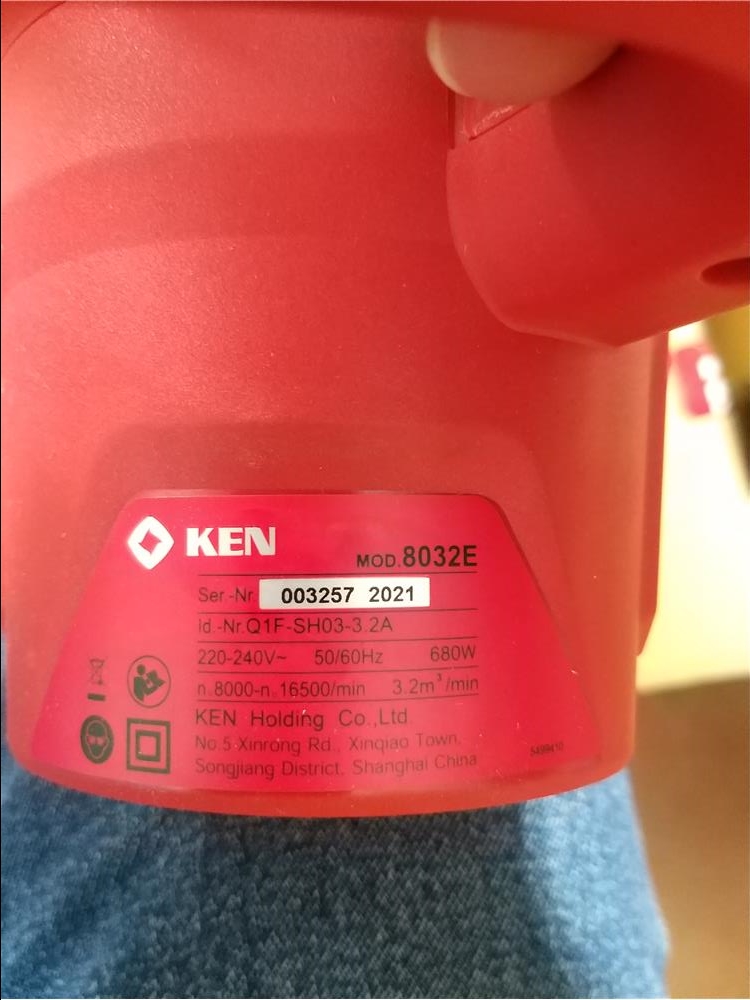 KEN
MOD.8032E
Ser.-Nr. 003257 2021
Id.-Nr.Q1F-SH03-3.2A
220-240V~ 50/60Hz 680W
n.8000-n.16500/min 3.2m³/min
KEN Holding Co.,Ltd.
No.5 Xinrong Rd., Xinqiao Town,
Songjiang District, Shanghai China